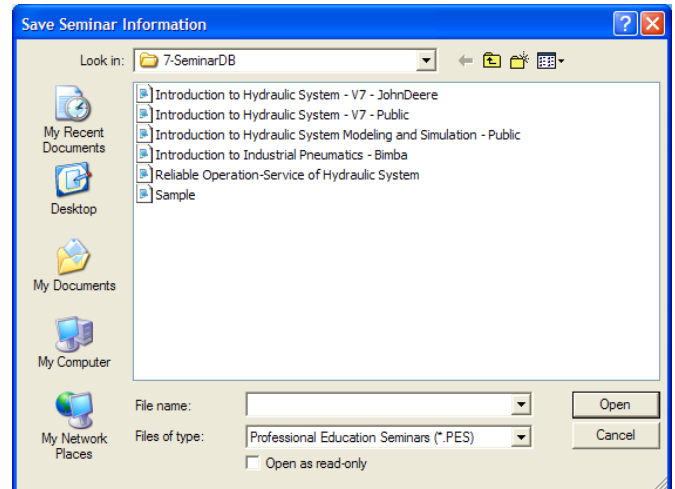 Save Seminar Information
Look in: 7-SeminarDB
My Recent
Documents
Desktop
My Documents
My Computer
My Network
Places
Introduction to Hydraulic System - V7 - JohnDeere
Introduction to Hydraulic System - V7 - Public
Introduction to Hydraulic System Modeling and Simulation - Public
Introduction to Industrial Pneumatics - Bimba
Reliable Operation-Service of Hydraulic System
Sample
File name: Open
Files of type: Professional Education Seminars (*.PES) Cancel
Open as read-only